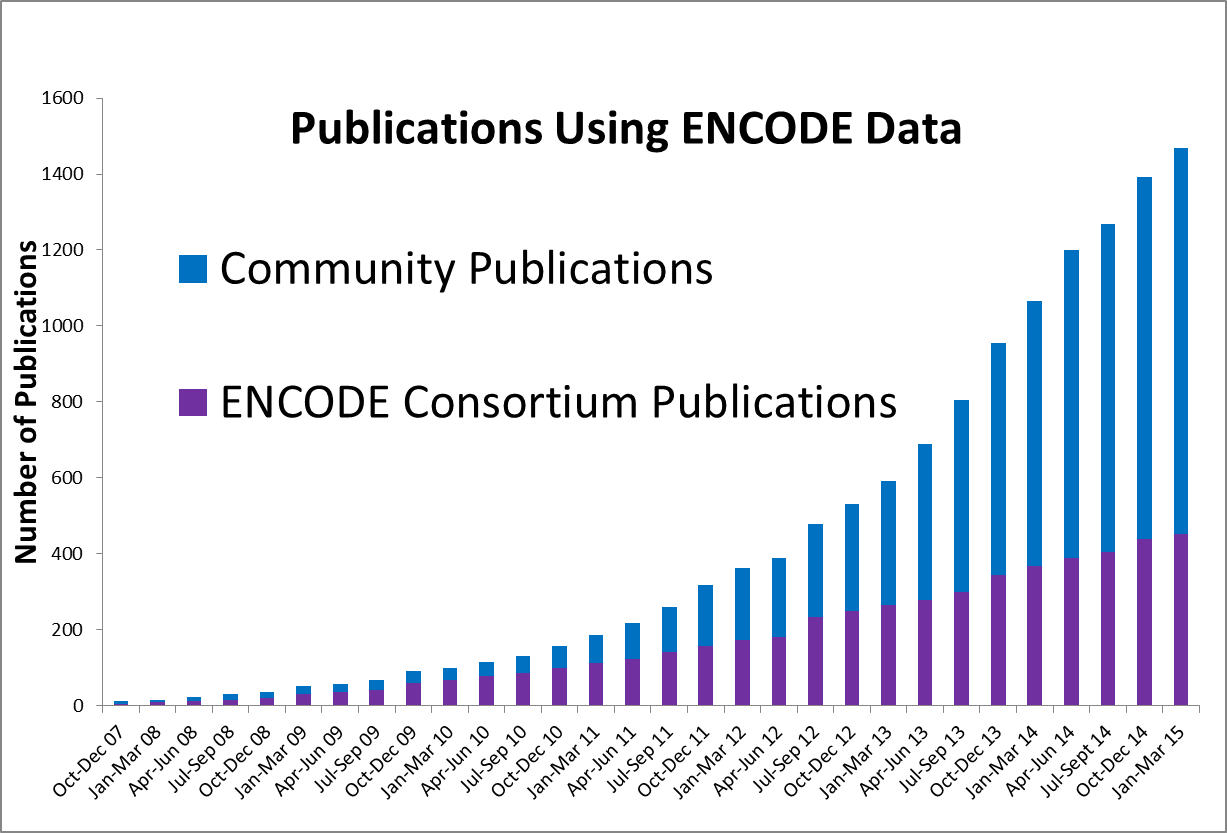 Publications Using ENCODE Data
Number of Publications
1600
1400
1200
1000
800
600
400
200
0
Community Publications
ENCODE Consortium Publications
Oct-Dec 07
Jan-Mar 08
Apr-Jun 08
Jul-Sep 08
Oct-Dec 08
Jan-Mar 09
Apr-Jun 09
Jul-Sep 09
Oct-Dec 09
Jan-Mar 10
Apr-Jun 10
Jul-Sep 10
Oct-Dec 10
Jan-Mar 11
Apr-Jun 11
Jul-Sep 11
Oct-Dec 11
Jan-Mar 12
Apr-Jun 12
Jul-Sep 12
Oct-Dec 12
Jan-Mar 13
Apr-Jun 13
Jul-Sep 13
Oct-Dec 13
Jan-Mar 14
Apr-Jun 14
Jul-Sept 14
Oct-Dec 14
Jan-Mar 15